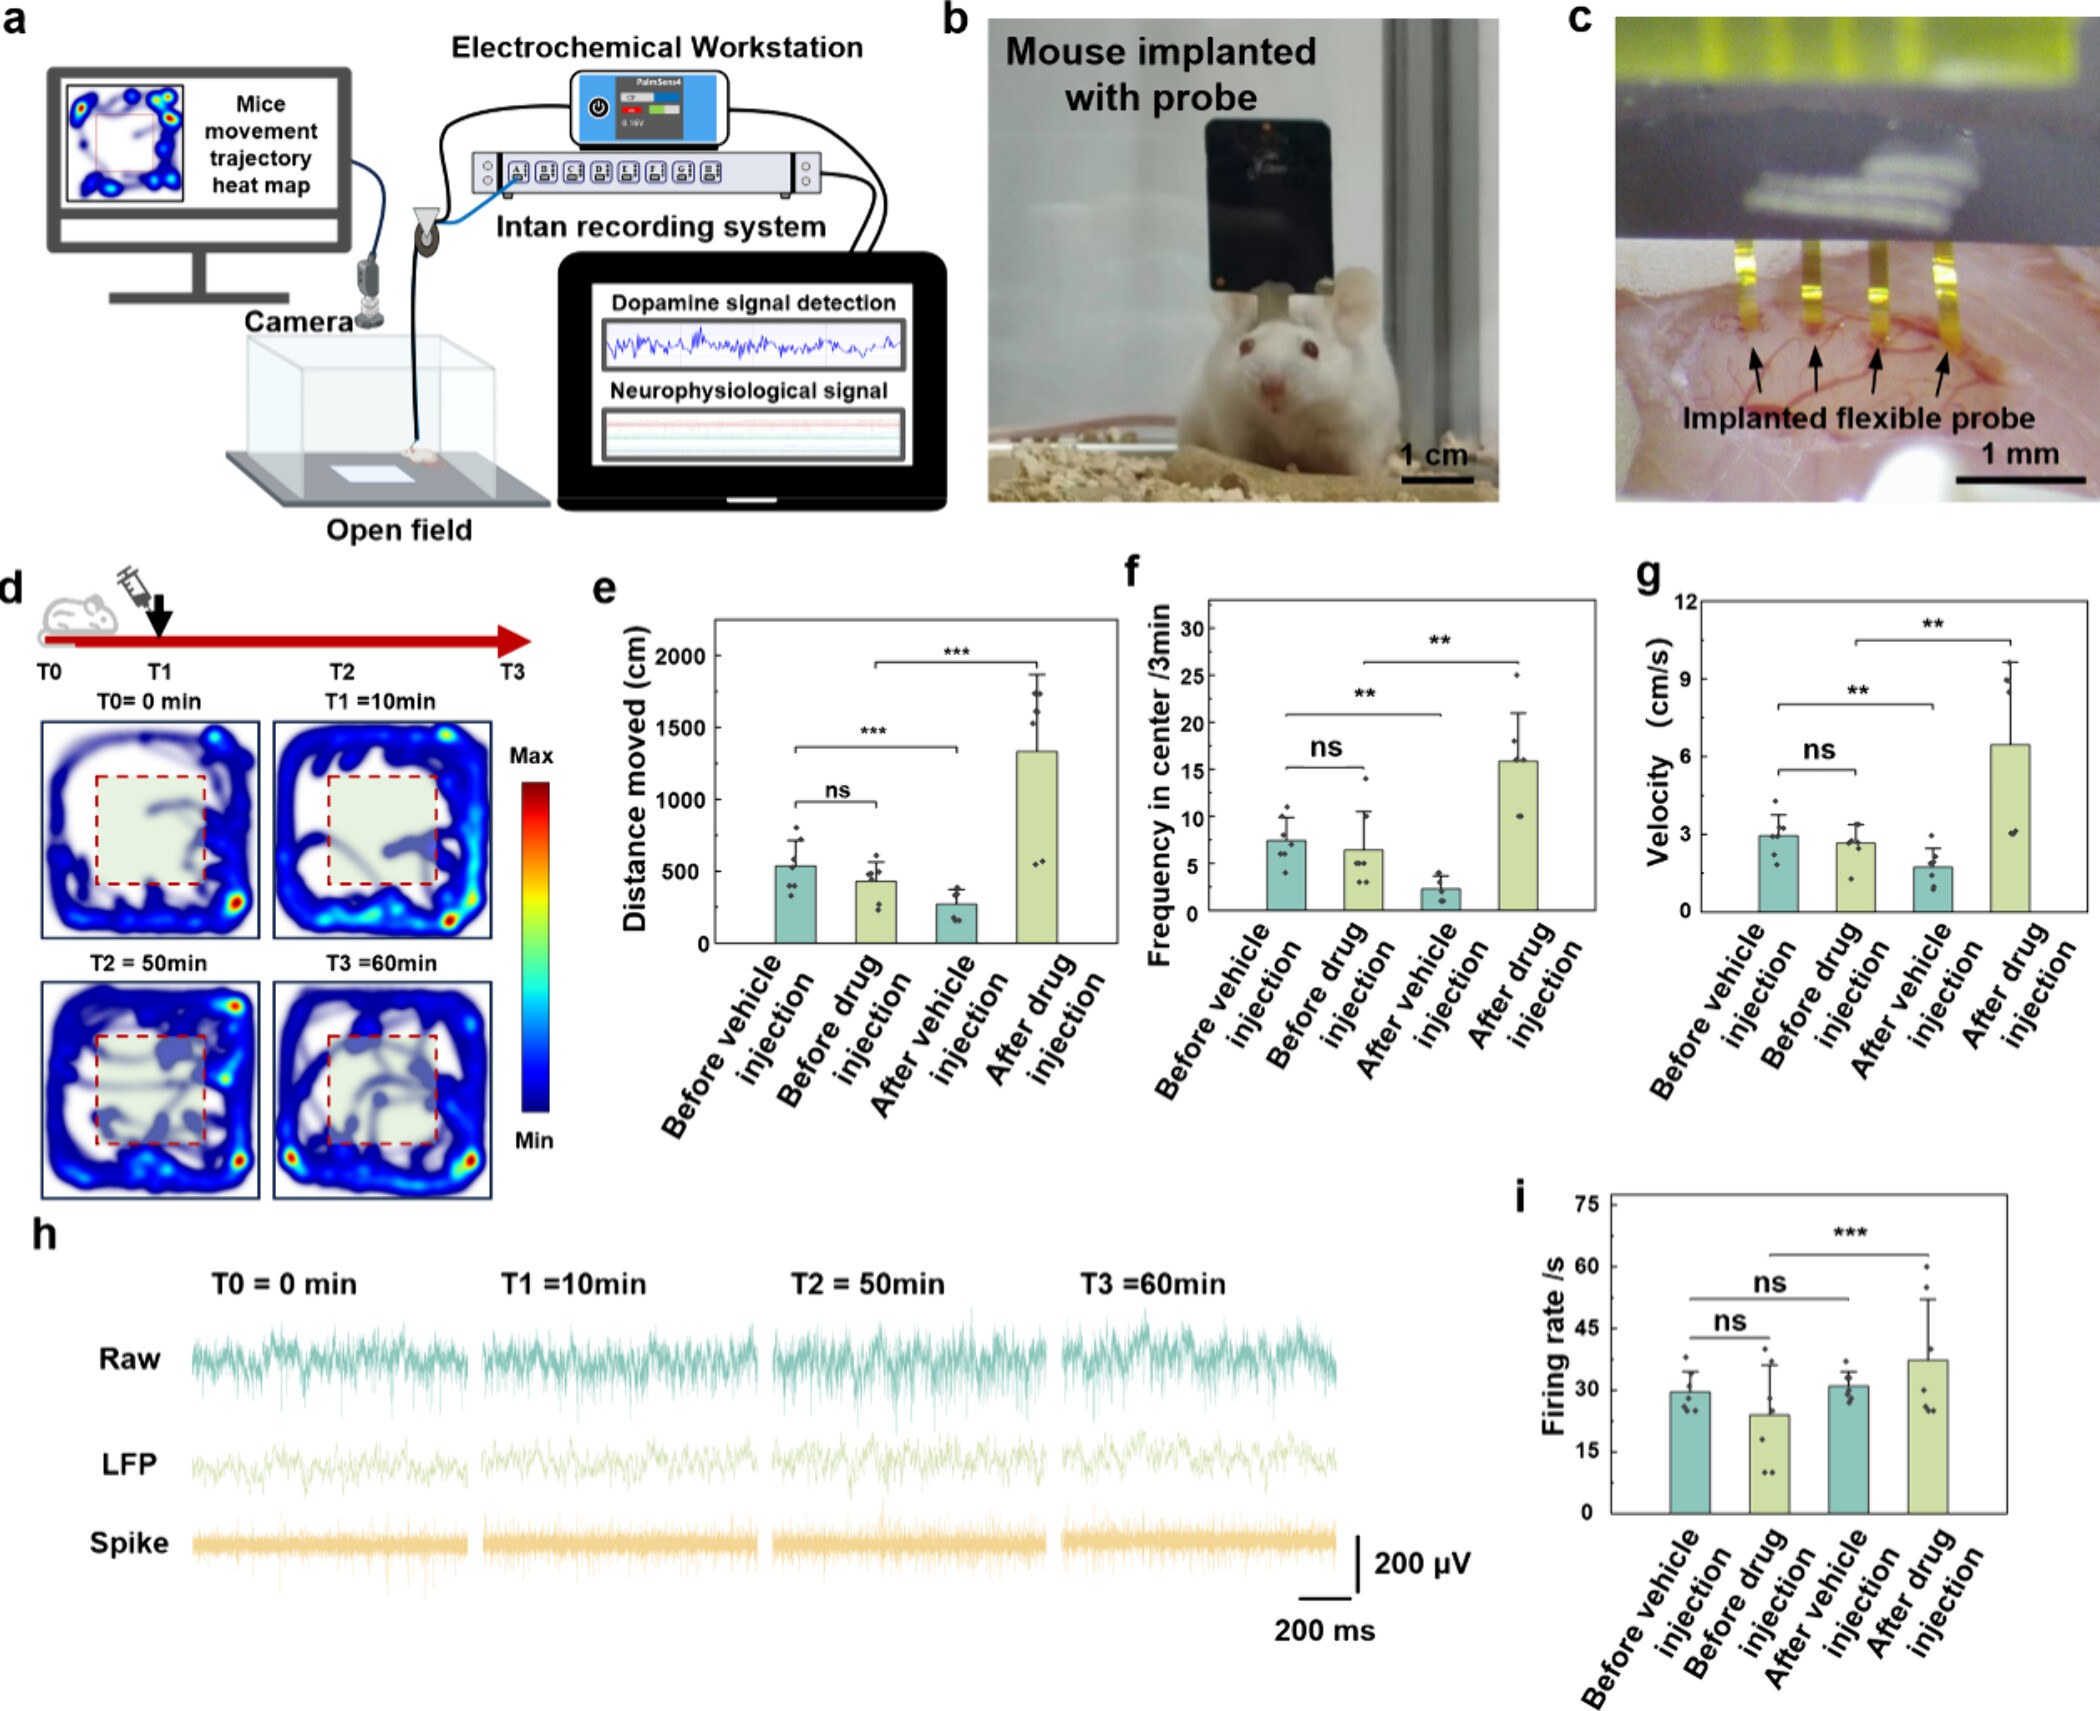 a
Electrochemical Workstation
Mice
movement
trajectory
heat map
PalmSens4
CP
0.16V
A B C D E F G H
Intan recording system
Camera
Dopamine signal detection
Neurophysiological signal
Open field
b
Mouse implanted
with probe
1 cm
c
Implanted flexible probe
1 mm
d
T0 T1 T2 T3
T0= 0 min
T1 =10min
T2 = 50min
T3 =60min
Max
Min
e
Distance moved (cm)
2000
1500
1000
500
0
***
***
ns
Before vehicle
injection
Before drug
injection
After vehicle
injection
After drug
injection
f
Frequency in center /3min
30
25
20
15
10
5
0
**
**
ns
Before vehicle
injection
Before drug
injection
After vehicle
injection
After drug
injection
g
Velocity (cm/s)
12
9
6
3
0
**
**
ns
Before vehicle
injection
Before drug
injection
After vehicle
injection
After drug
injection
h
T0 = 0 min
T1 =10min
T2 = 50min
T3 =60min
Raw
LFP
Spike
200 μV
200 ms
i
Firing rate /s
75
60
45
30
15
0
***
ns
ns
Before vehicle
injection
Before drug
injection
After vehicle
injection
After drug
injection